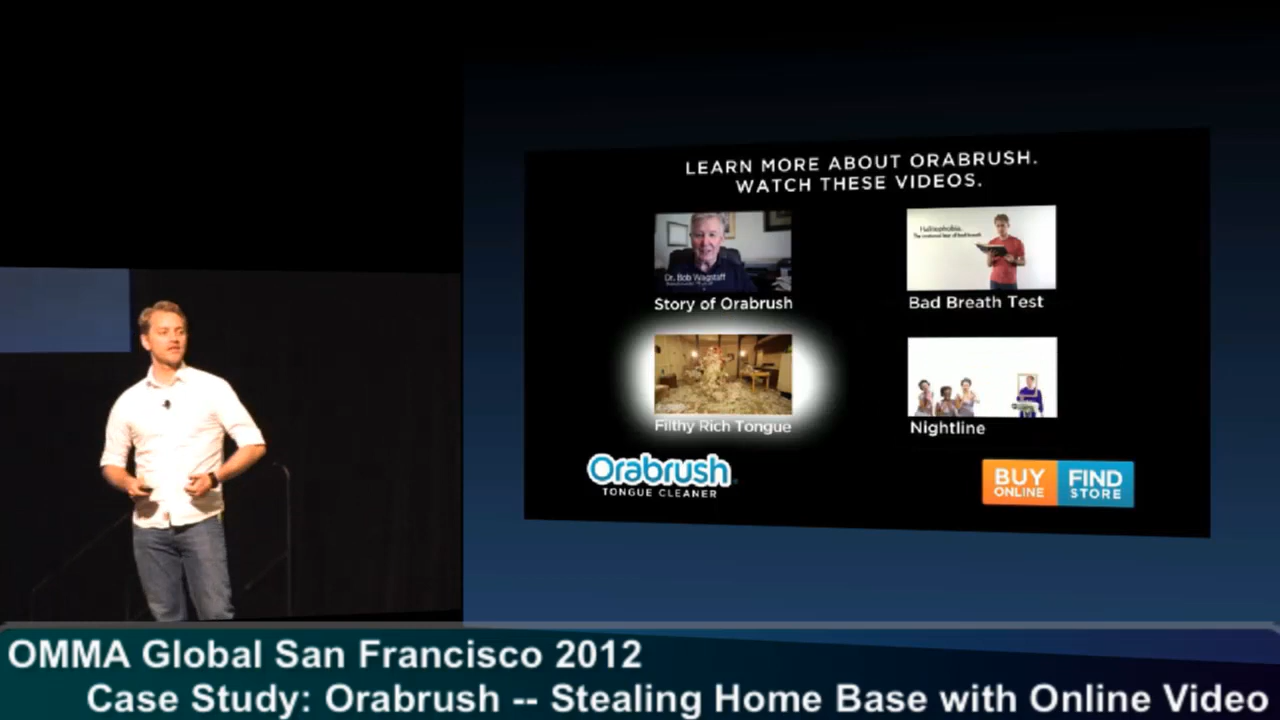 LEARN MORE ABOUT ORABRUSH.
WATCH THESE VIDEOS.
Dr. Bob Wagstaff
Story of Orabrush
Halitophobia.
Bad Breath Test
Filthy Rich Tongue
Nightline
Orabrush
TONGUE CLEANER
BUY ONLINE
FIND STORE
OMMA Global San Francisco 2012
Case Study: Orabrush -- Stealing Home Base with Online Video